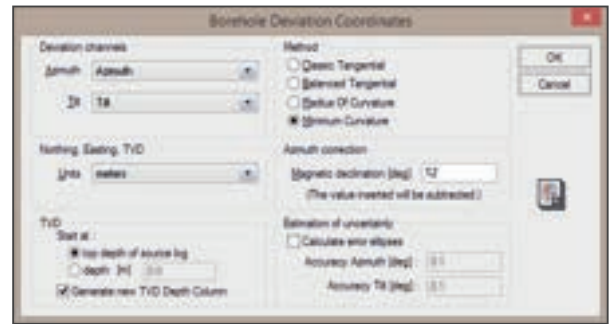 Borehole Deviation Coordinates
Deviation channels
Azimuth Azimuth
Tilt Tilt
Northing, Easting, TVD
Units meters
TVD
Start at :
top depth of source log
depth [m] 0.0
Generate new TVD Depth Column
Method
Classic Tangential
Balanced Tangential
Radius Of Curvature
Minimum Curvature
Azimuth correction
Magnetic declination [deg]
(The value inserted will be subtracted.)
Estimation of uncertainty
Calculate error ellipses
Accuracy Azimuth [deg] : 0.1
Accuracy Tilt [deg] : 0.1
OK
Cancel